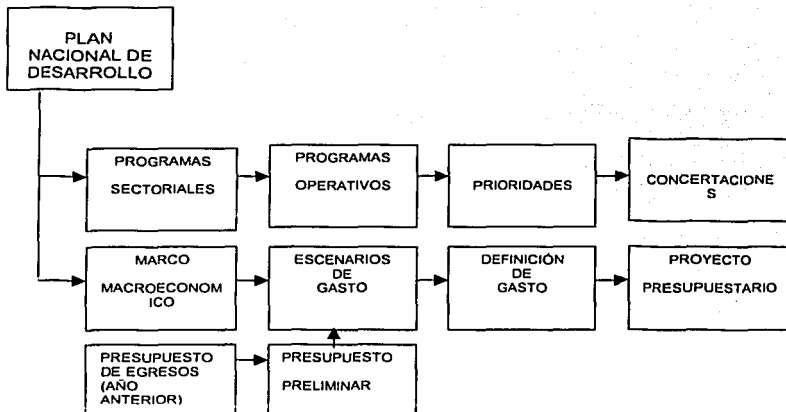 PLAN
NACIONAL DE
DESARROLLO
PROGRAMAS
SECTORIALES
PROGRAMAS
OPERATIVOS
PRIORIDADES
CONCERTACIONE
S
MARCO
MACROECONOM
ICO
ESCENARIOS
DE
GASTO
DEFINICIÓN
DE
GASTO
PROYECTO
PRESUPUESTARIO
PRESUPUESTO
DE EGRESOS
(AÑO
ANTERIOR)
PRESUPUESTO
PRELIMINAR